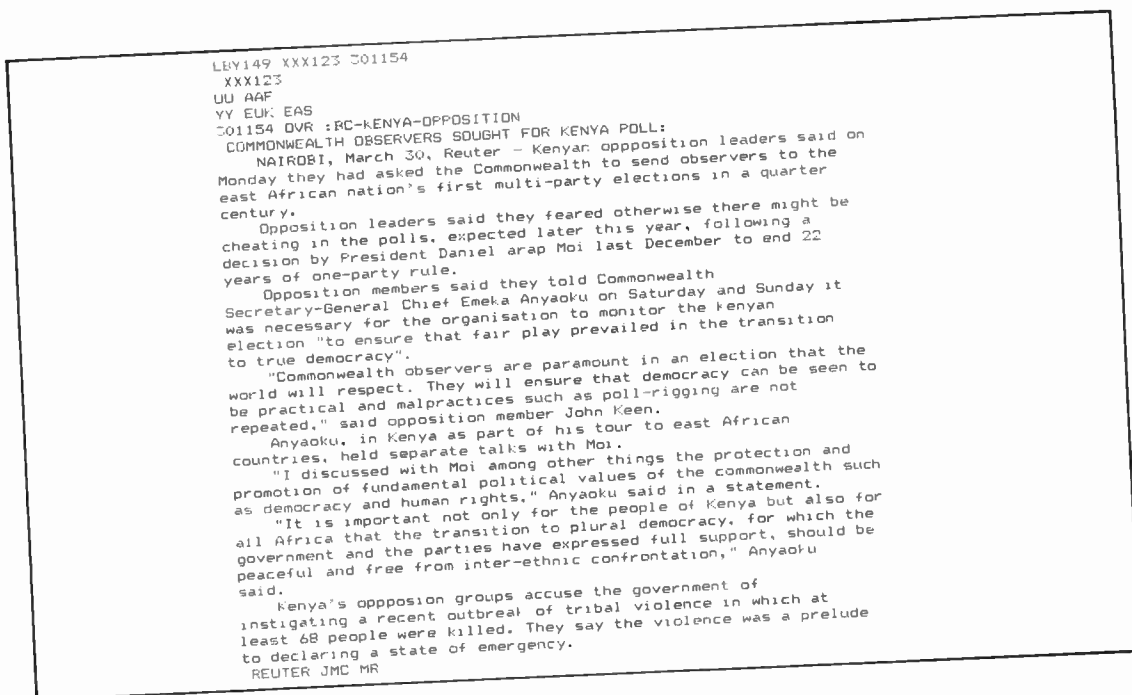 LBY149 XXX123 301154
XXX123
UU AAF
YY EUK EAS
301154 OVR :BC-KENYA-OPPOSITION
COMMONWEALTH OBSERVERS SOUGHT FOR KENYA POLL:
NAIROBI, March 30, Reuter - Kenyan oppposition leaders said on
Monday they had asked the Commonwealth to send observers to the
east African nation's first multi-party elections in a quarter
century.
Opposition leaders said they feared otherwise there might be
cheating in the polls, expected later this year, following a
decision by President Daniel arap Moi last December to end 22
years of one-party rule.
Opposition members said they told Commonwealth
Secretary-General Chief Emeka Anyaoku on Saturday and Sunday it
was necessary for the organisation to monitor the Kenyan
election "to ensure that fair play prevailed in the transition
to true democracy".
"Commonwealth observers are paramount in an election that the
world will respect. They will ensure that democracy can be seen to
be practical and malpractices such as poll-rigging are not
repeated," said opposition member John Keen.
Anyaoku, in Kenya as part of his tour to east African
countries, held separate talks with Moi.
"I discussed with Moi among other things the protection and
promotion of fundamental political values of the commonwealth such
as democracy and human rights," Anyaoku said in a statement.
"It is important not only for the people of Kenya but also for
all Africa that the transition to plural democracy, for which the
government and the parties have expressed full support, should be
peaceful and free from inter-ethnic confrontation," Anyaoku
said.
Kenya's oppposion groups accuse the government of
instigating a recent outbreak of tribal violence in which at
least 68 people were killed. They say the violence was a prelude
to declaring a state of emergency.
REUTER JMC MR